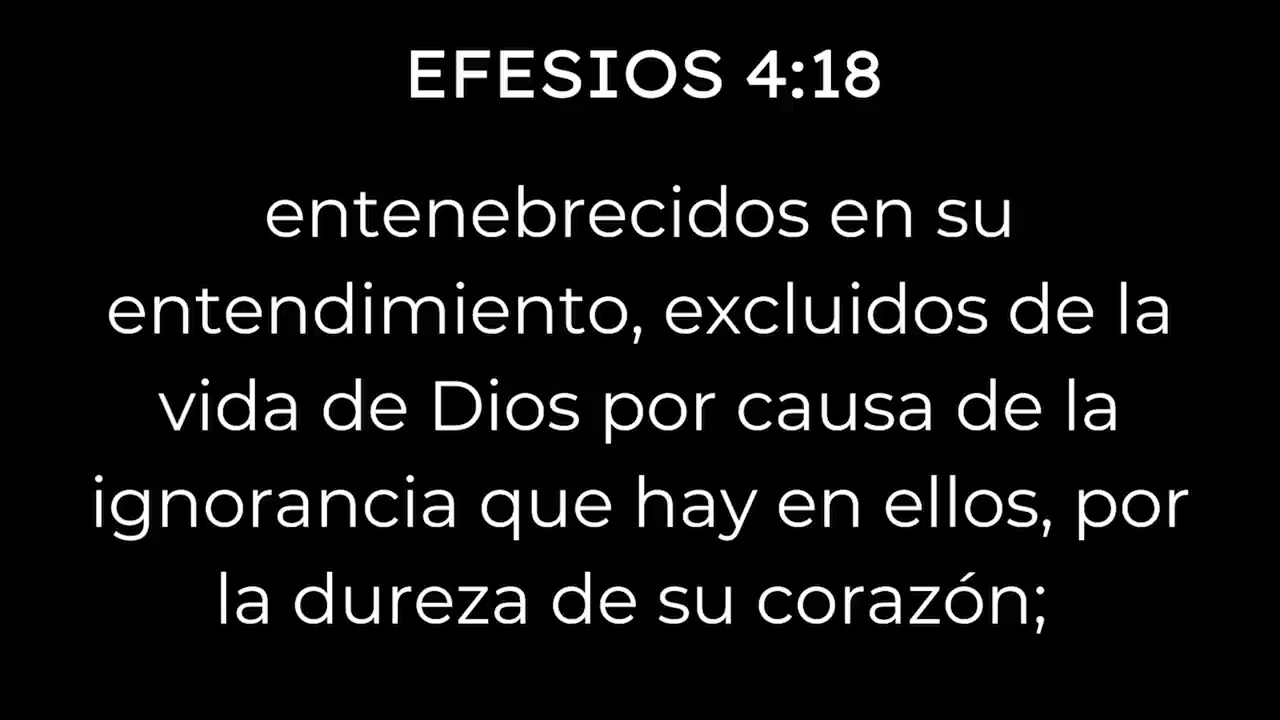 EFESIOS 4:18
entenebrecidos en su
entendimiento, excluidos de la
vida de Dios por causa de la
ignorancia que hay en ellos, por
la dureza de su corazón;